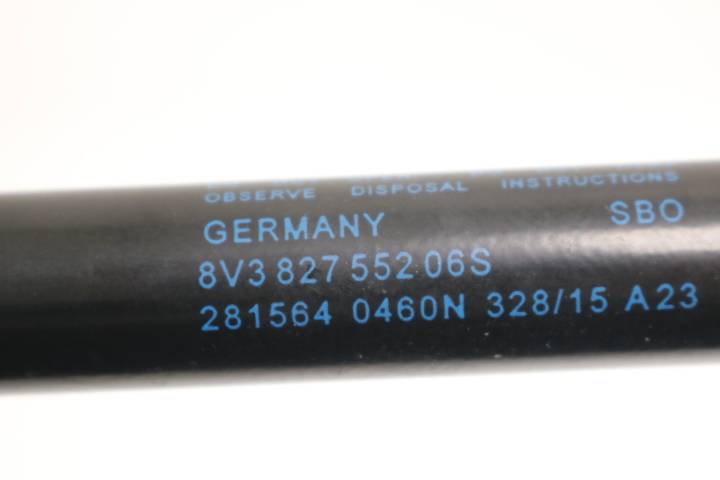 OBSERVE DISPOSAL INSTRUCTIONS
GERMANY SBO
8V3 827 552 06S
281564 0460N 328/15 A23